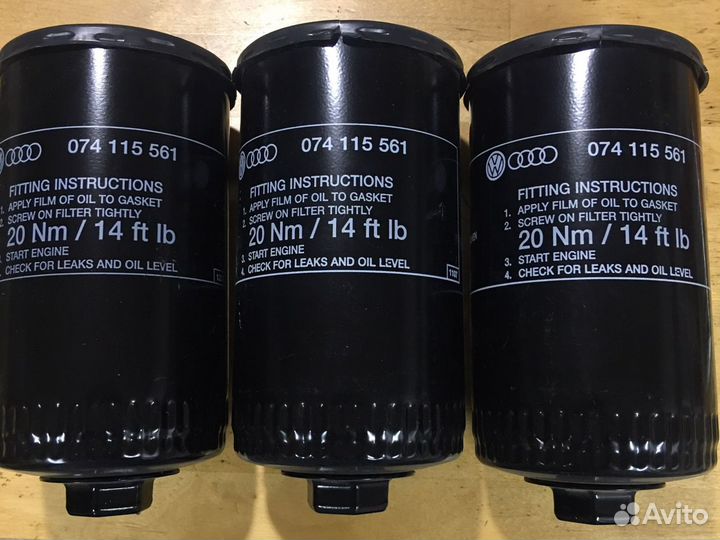 074 115 561
FITTING INSTRUCTIONS
1. APPLY FILM OF OIL TO GASKET
2. SCREW ON FILTER TIGHTLY
20 Nm / 14 ft lb
3. START ENGINE
4. CHECK FOR LEAKS AND OIL LEVEL
074 115 561
FITTING INSTRUCTIONS
1. APPLY FILM OF OIL TO GASKET
2. SCREW ON FILTER TIGHTLY
20 Nm / 14 ft lb
3. START ENGINE
4. CHECK FOR LEAKS AND OIL LEVEL
VW
074 115 561
FITTING INSTRUCTIONS
1. APPLY FILM OF OIL TO GASKET
2. SCREW ON FILTER TIGHTLY
20 Nm / 14 ft lb
3. START ENGINE
4. CHECK FOR LEAKS AND OIL LEVEL
Avito